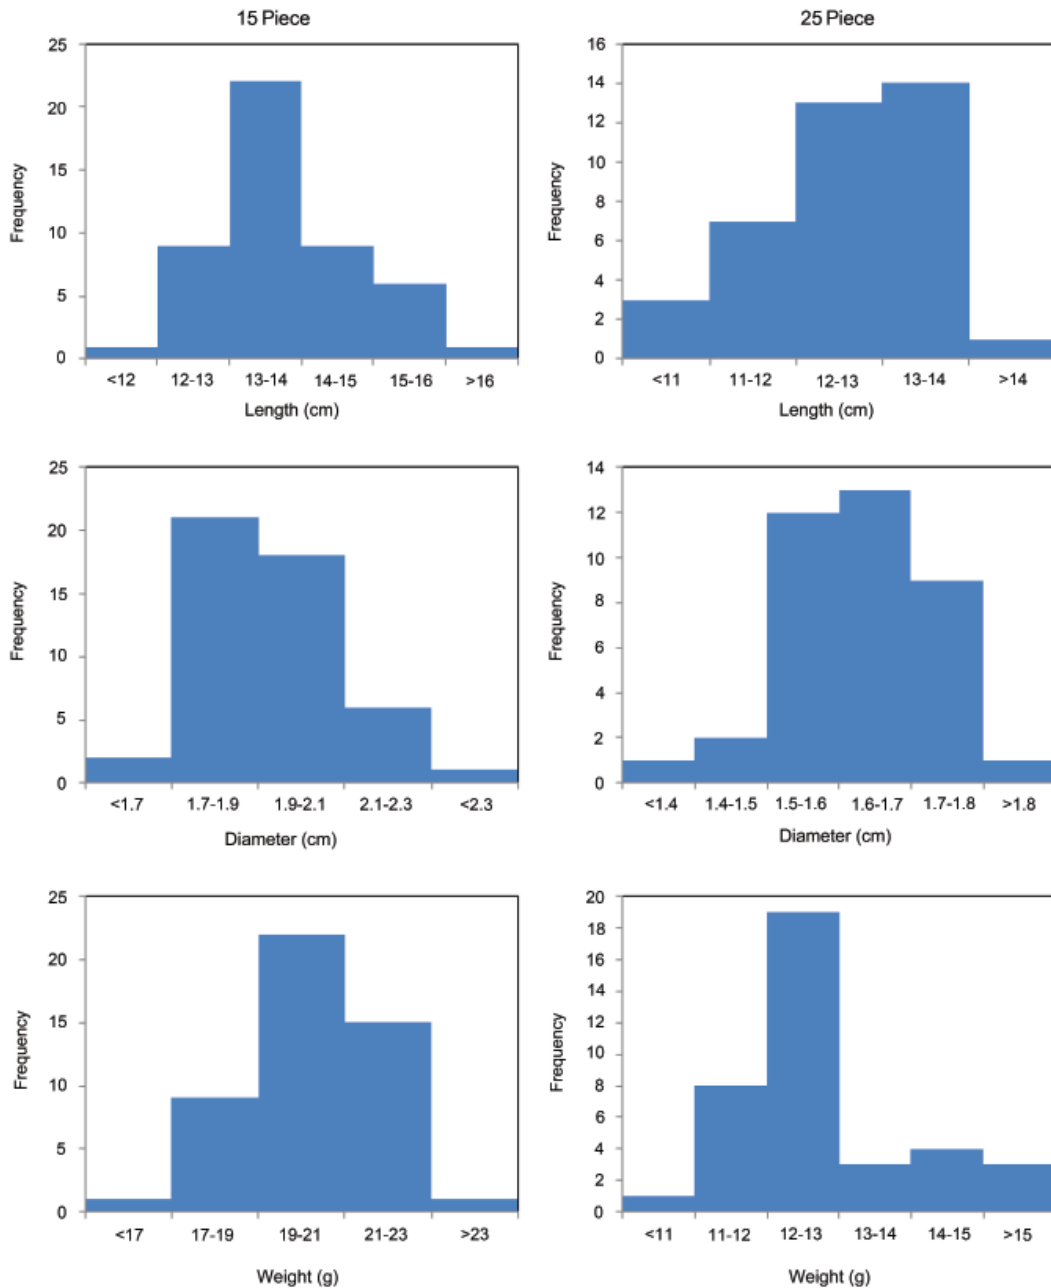 15 Piece
25
20
15
10
5
0
Frequency
<12 12-13 13-14 14-15 15-16 >16
Length (cm)
25 Piece
16
14
12
10
8
6
4
2
0
Frequency
<11 11-12 12-13 13-14 >14
Length (cm)
25
20
15
10
5
0
Frequency
<1.7 1.7-1.9 1.9-2.1 2.1-2.3 <2.3
Diameter (cm)
14
12
10
8
6
4
2
0
Frequency
<1.4 1.4-1.5 1.5-1.6 1.6-1.7 1.7-1.8 >1.8
Diameter (cm)
25
20
15
10
5
0
Frequency
<17 17-19 19-21 21-23 >23
Weight (g)
20
18
16
14
12
10
8
6
4
2
0
Frequency
<11 11-12 12-13 13-14 14-15 >15
Weight (g)